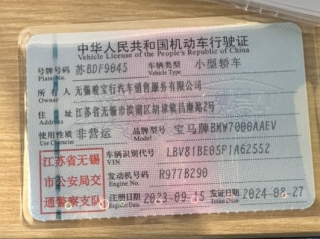 中华人民共和国机动车行驶证
Vehicle License of the People's Republic of China
号牌号码 苏BDF9045 车辆类型 小型轿车
Plate No. Vehicle Type
所有人 无锡骏宝行汽车销售服务有限公司
Owner
住址 江苏省无锡市滨湖区胡埭镇昌源路2号
Address
使用性质 非营运 品牌型号 宝马牌BMW7000AAEV
Use Character Model
江苏省无锡市公安局交通警察支队
车辆识别代号 LBV81BE05P1A62552
VIN
发动机号码 R977B290
Engine No.
注册日期 2023-09-15 发证日期 2024-08-27
Register Date Issue Date